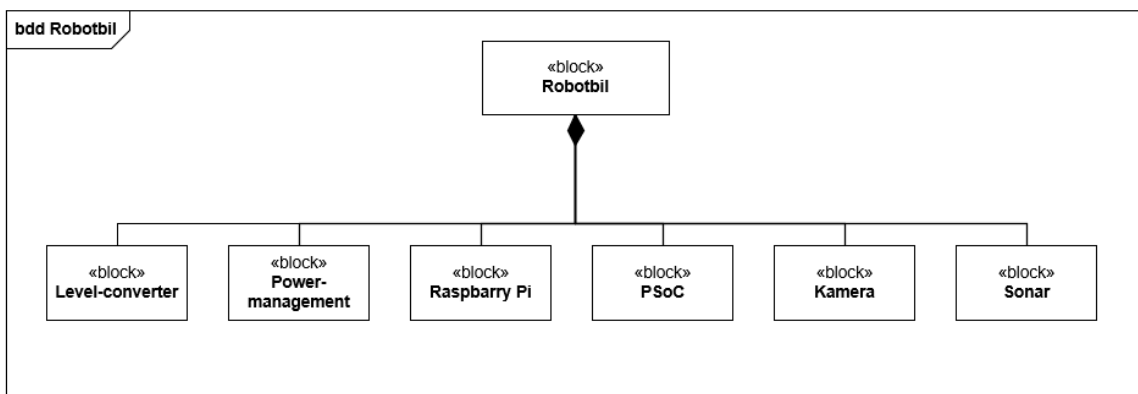 bdd Robotbil
«block»
Robotbil
«block»
Level-converter
«block»
Power-
management
«block»
Raspbarry Pi
«block»
PSoC
«block»
Kamera
«block»
Sonar